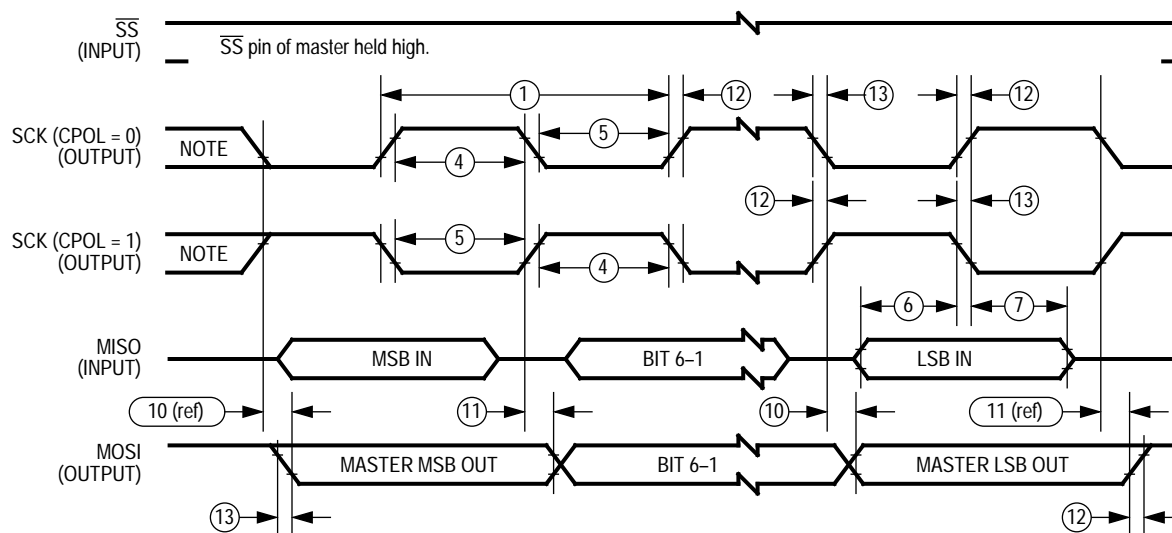 SS
(INPUT)
SS pin of master held high.
1 12 13 12
SCK (CPOL = 0)
(OUTPUT)
NOTE
5
4
12 13
SCK (CPOL = 1)
(OUTPUT)
NOTE
5
4
6 7
MISO
(INPUT)
MSB IN BIT 6–1 LSB IN
10 (ref) 11 10 11 (ref)
MOSI
(OUTPUT)
MASTER MSB OUT BIT 6–1 MASTER LSB OUT
13 12